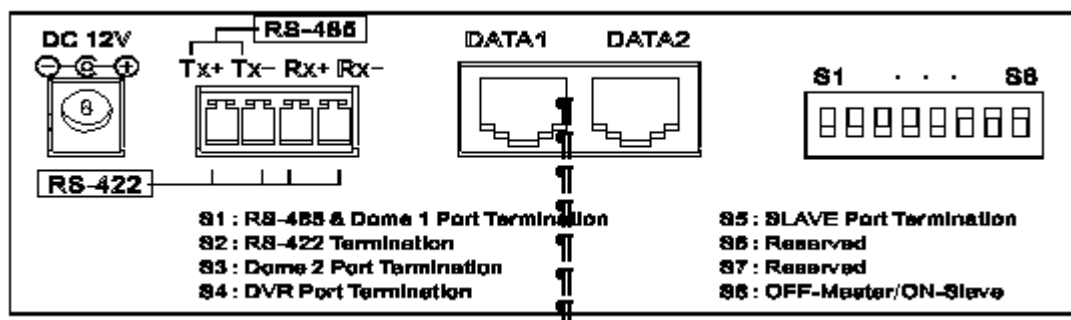 RS-485
DC 12V
Tx+ Tx- Rx+ Rx-
DATA1 DATA2
S1 · · · S8
RS-422
S1 : RS-485 & Dome 1 Port Termination
S2 : RS-422 Termination
S3 : Dome 2 Port Termination
S4 : DVR Port Termination
S5 : SLAVE Port Termination
S6 : Reserved
S7 : Reserved
S8 : OFF-Master/ON-Slave